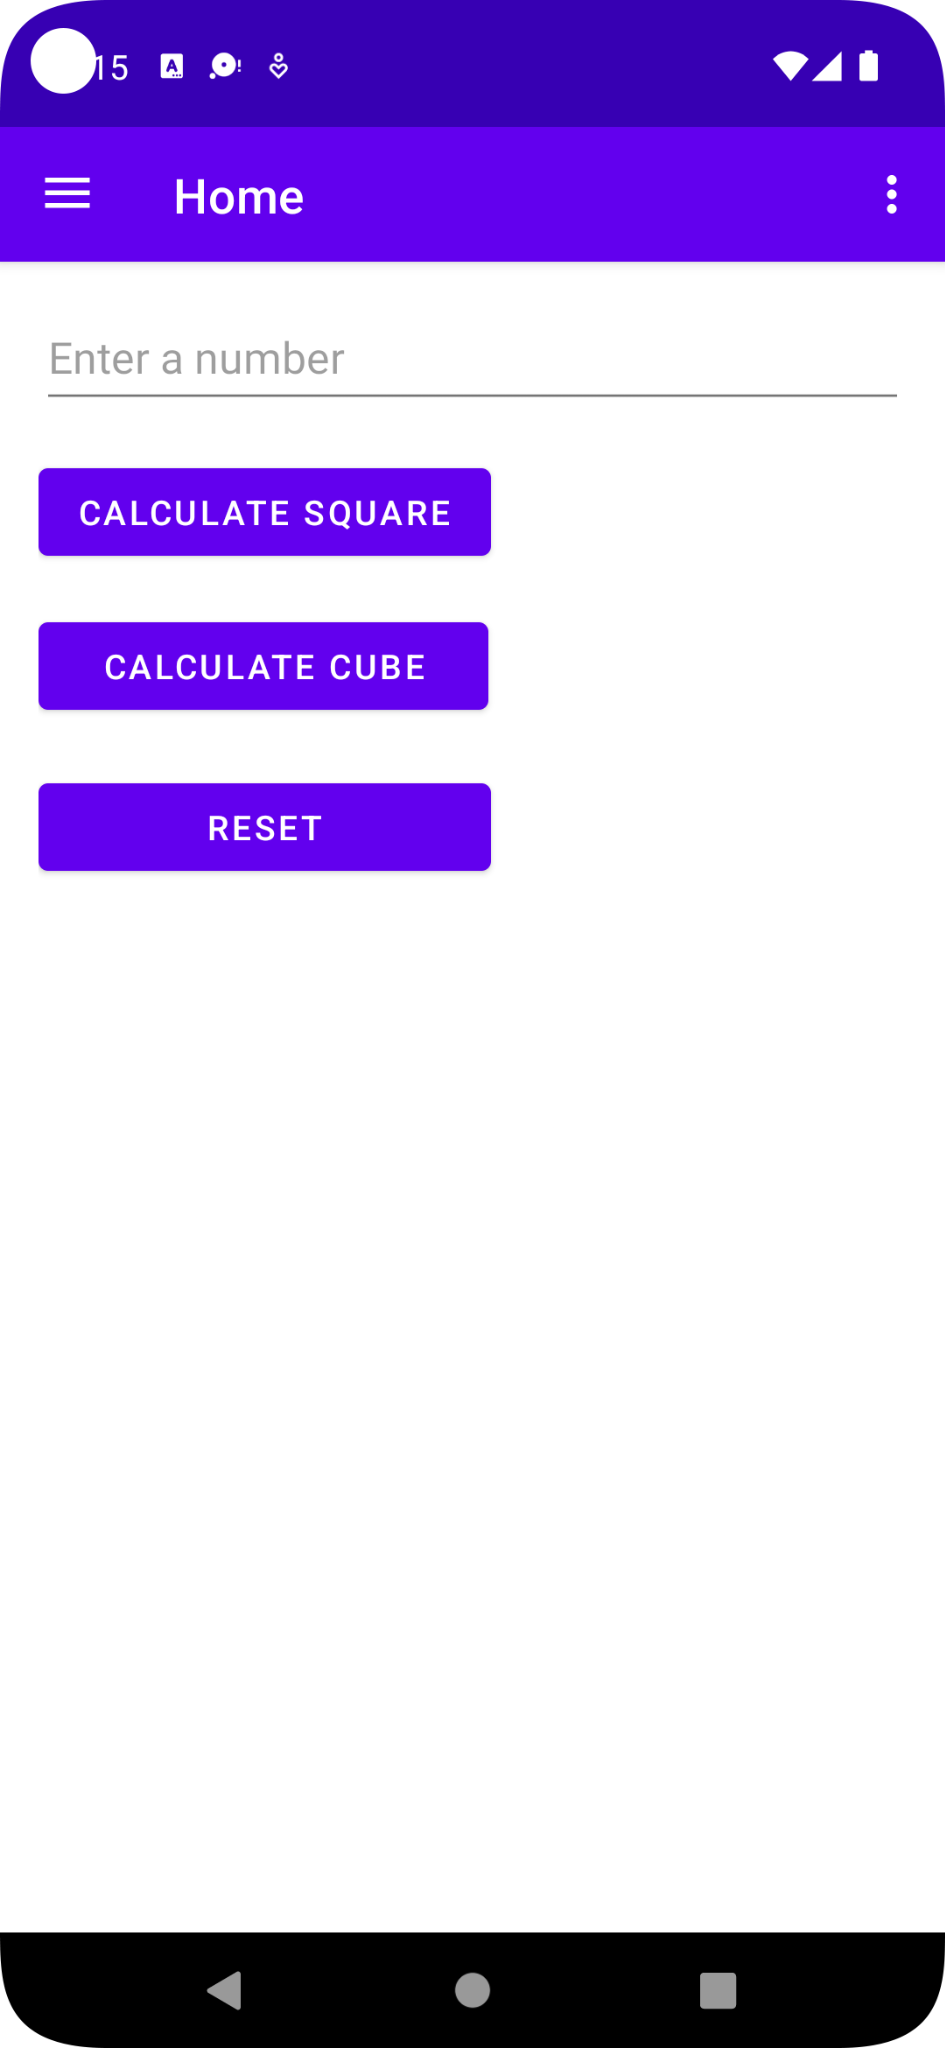 15
Home
Enter a number
CALCULATE SQUARE
CALCULATE CUBE
RESET